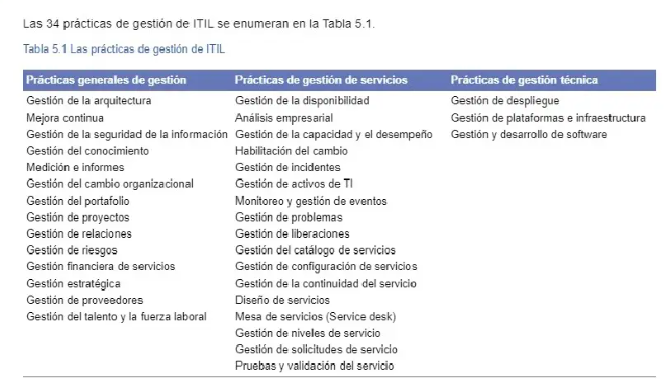 Las 34 prácticas de gestión de ITIL se enumeran en la Tabla 5.1.
Tabla 5.1 Las prácticas de gestión de ITIL
Prácticas generales de gestión Prácticas de gestión de servicios Prácticas de gestión técnica
Gestión de la arquitectura Gestión de la disponibilidad Gestión de despliegue
Mejora continua Análisis empresarial Gestión de plataformas e infraestructura
Gestión de la seguridad de la información Gestión de la capacidad y el desempeño Gestión y desarrollo de software
Gestión del conocimiento Habilitación del cambio
Medición e informes Gestión de incidentes
Gestión del cambio organizacional Gestión de activos de TI
Gestión del portafolio Monitoreo y gestión de eventos
Gestión de proyectos Gestión de problemas
Gestión de relaciones Gestión de liberaciones
Gestión de riesgos Gestión del catálogo de servicios
Gestión financiera de servicios Gestión de configuración de servicios
Gestión estratégica Gestión de la continuidad del servicio
Gestión de proveedores Diseño de servicios
Gestión del talento y la fuerza laboral Mesa de servicios (Service desk)
Gestión de niveles de servicio
Gestión de solicitudes de servicio
Pruebas y validación del servicio